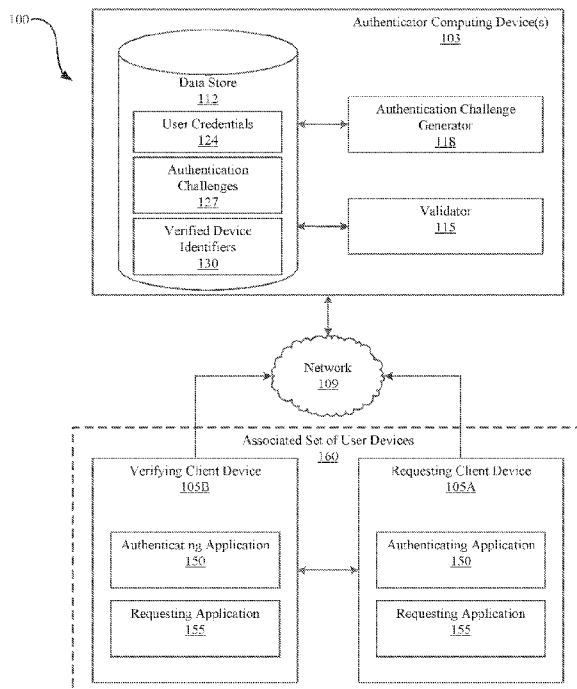 100
Authenticator Computing Device(s)
103
Data Store
112
User Credentials
124
Authentication
Challenges
127
Verified Device
Identifiers
130
Authentication Challenge
Generator
118
Validator
115
Network
109
Associated Set of User Devices
160
Verifying Client Device
105B
Authenticating Application
150
Requesting Application
155
Requesting Client Device
105A
Authenticating Application
150
Requesting Application
155